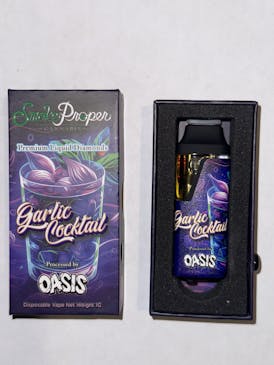 Smoke Proper
CANNABIS
Premium Liquid Diamonds
Garlic
Cocktail
Processed by
OASIS
Disposable Vape Net Weight 1G
Garlic
Cocktail
Processed by
OASIS